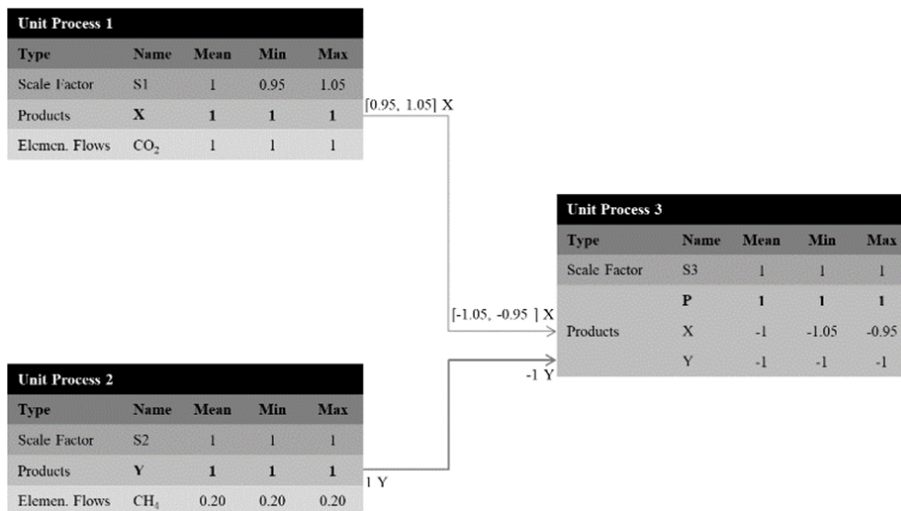 Unit Process 1
Type Name Mean Min Max
Scale Factor S1 1 0.95 1.05
Products X 1 1 1
Elemen. Flows CO₂ 1 1 1
[0.95, 1.05] X
Unit Process 2
Type Name Mean Min Max
Scale Factor S2 1 1 1
Products Y 1 1 1
Elemen. Flows CH₄ 0.20 0.20 0.20
1 Y
[-1.05, -0.95 ] X
-1 Y
Unit Process 3
Type Name Mean Min Max
Scale Factor S3 1 1 1
P 1 1 1
Products X -1 -1.05 -0.95
Y -1 -1 -1